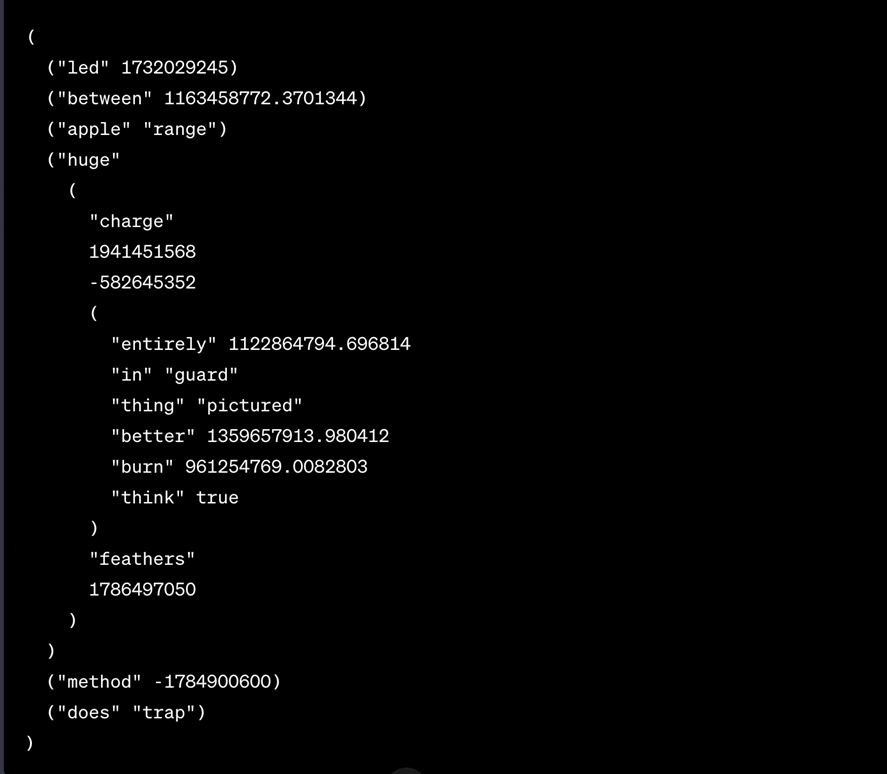 (
("led" 1732029245)
("between" 1163458772.3701344)
("apple" "range")
("huge"
(
"charge"
1941451568
-582645352
(
"entirely" 1122864794.696814
"in" "guard"
"thing" "pictured"
"better" 1359657913.980412
"burn" 961254769.0082803
"think" true
)
"feathers"
1786497050
)
)
("method" -1784900600)
("does" "trap")
)